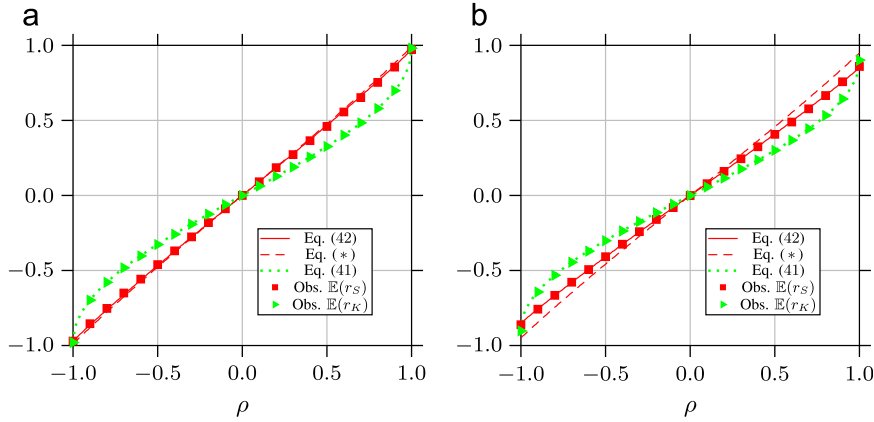 a
b
1.0
0.5
0.0
−0.5
−1.0
−1.0 −0.5 0.0 0.5 1.0
ρ
Eq. (42)
Eq. (∗)
Eq. (41)
Obs. 𝔼(r_S)
Obs. 𝔼(r_K)
1.0
0.5
0.0
−0.5
−1.0
−1.0 −0.5 0.0 0.5 1.0
ρ
Eq. (42)
Eq. (∗)
Eq. (41)
Obs. 𝔼(r_S)
Obs. 𝔼(r_K)